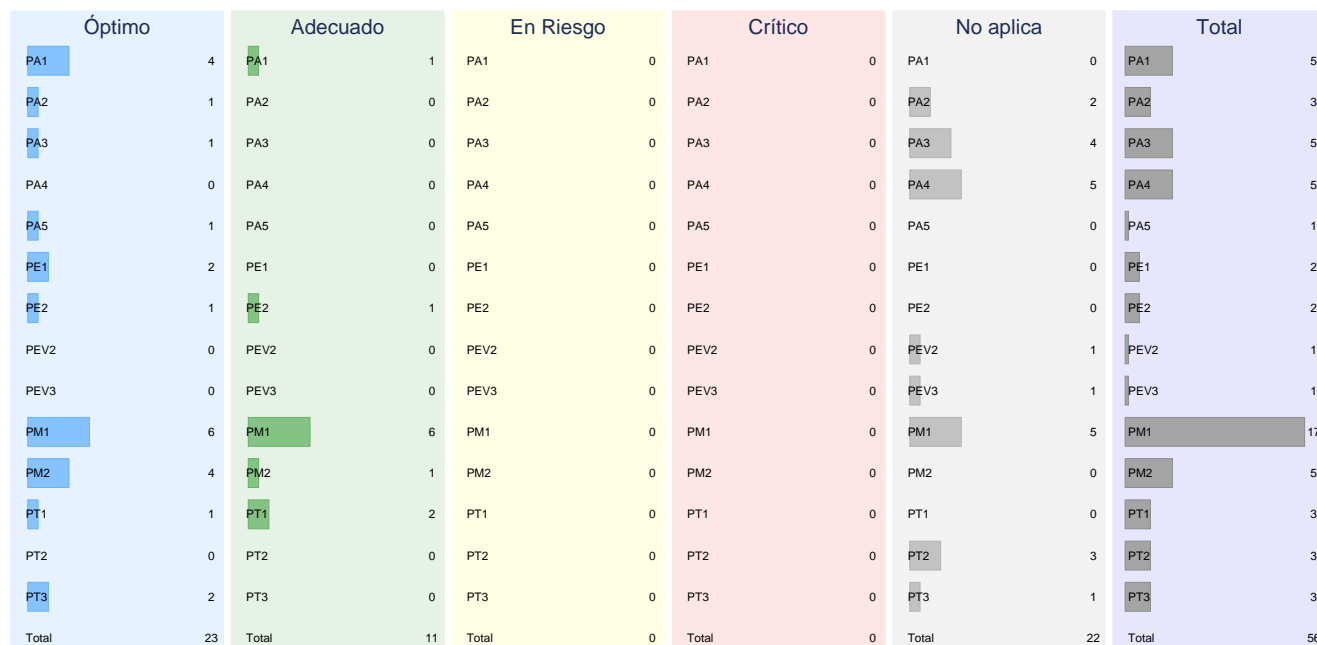 Óptimo Adecuado En Riesgo Crítico No aplica Total
PA1 4 PA1 1 PA1 0 PA1 0 PA1 0 PA1 5
PA2 1 PA2 0 PA2 0 PA2 0 PA2 2 PA2 3
PA3 1 PA3 0 PA3 0 PA3 0 PA3 4 PA3 5
PA4 0 PA4 0 PA4 0 PA4 0 PA4 5 PA4 5
PA5 1 PA5 0 PA5 0 PA5 0 PA5 0 PA5 1
PE1 2 PE1 0 PE1 0 PE1 0 PE1 0 PE1 2
PE2 1 PE2 1 PE2 0 PE2 0 PE2 0 PE2 2
PEV2 0 PEV2 0 PEV2 0 PEV2 0 PEV2 1 PEV2 1
PEV3 0 PEV3 0 PEV3 0 PEV3 0 PEV3 1 PEV3 1
PM1 6 PM1 6 PM1 0 PM1 0 PM1 5 PM1 17
PM2 4 PM2 1 PM2 0 PM2 0 PM2 0 PM2 5
PT1 1 PT1 2 PT1 0 PT1 0 PT1 0 PT1 3
PT2 0 PT2 0 PT2 0 PT2 0 PT2 3 PT2 3
PT3 2 PT3 0 PT3 0 PT3 0 PT3 1 PT3 3
Total 23 Total 11 Total 0 Total 0 Total 22 Total 56